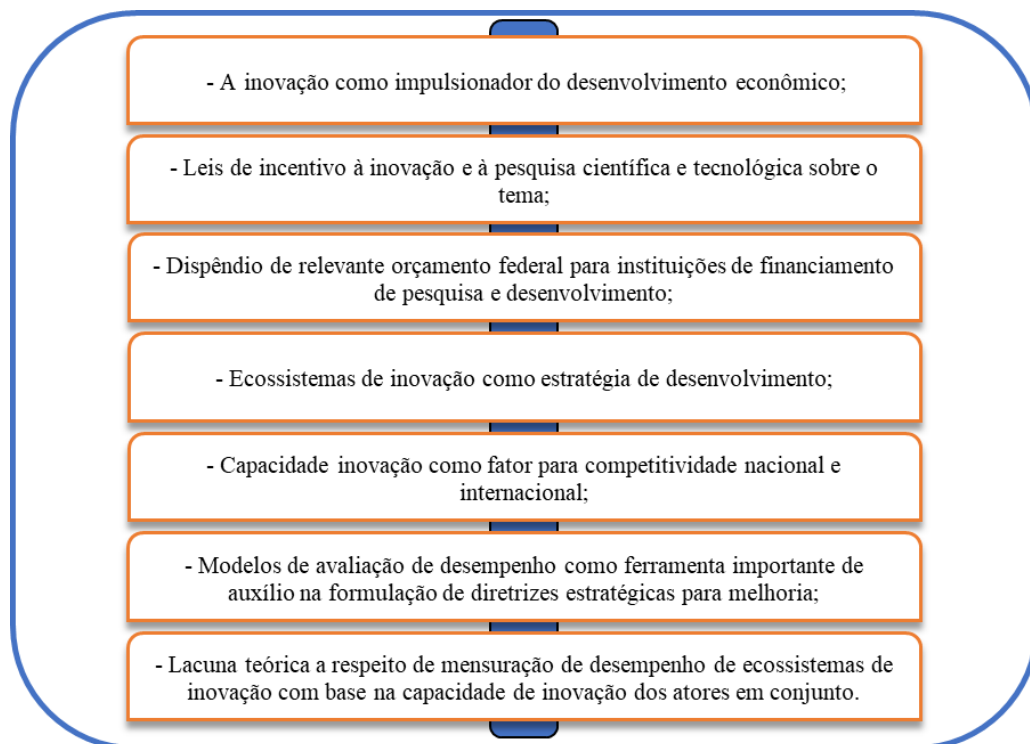 - A inovação como impulsionador do desenvolvimento econômico;
- Leis de incentivo à inovação e à pesquisa científica e tecnológica sobre o
tema;
- Dispêndio de relevante orçamento federal para instituições de financiamento
de pesquisa e desenvolvimento;
- Ecossistemas de inovação como estratégia de desenvolvimento;
- Capacidade inovação como fator para competitividade nacional e
internacional;
- Modelos de avaliação de desempenho como ferramenta importante de
auxílio na formulação de diretrizes estratégicas para melhoria;
- Lacuna teórica a respeito de mensuração de desempenho de ecossistemas de
inovação com base na capacidade de inovação dos atores em conjunto.